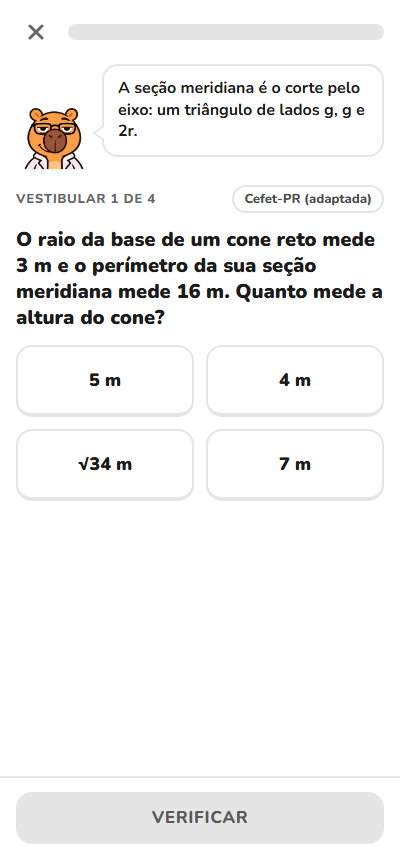 A seção meridiana é o corte pelo
eixo: um triângulo de lados g, g e
2r.
VESTIBULAR 1 DE 4
Cefet-PR (adaptada)
O raio da base de um cone reto mede
3 m e o perímetro da sua seção
meridiana mede 16 m. Quanto mede a
altura do cone?
5 m
4 m
√34 m
7 m
VERIFICAR